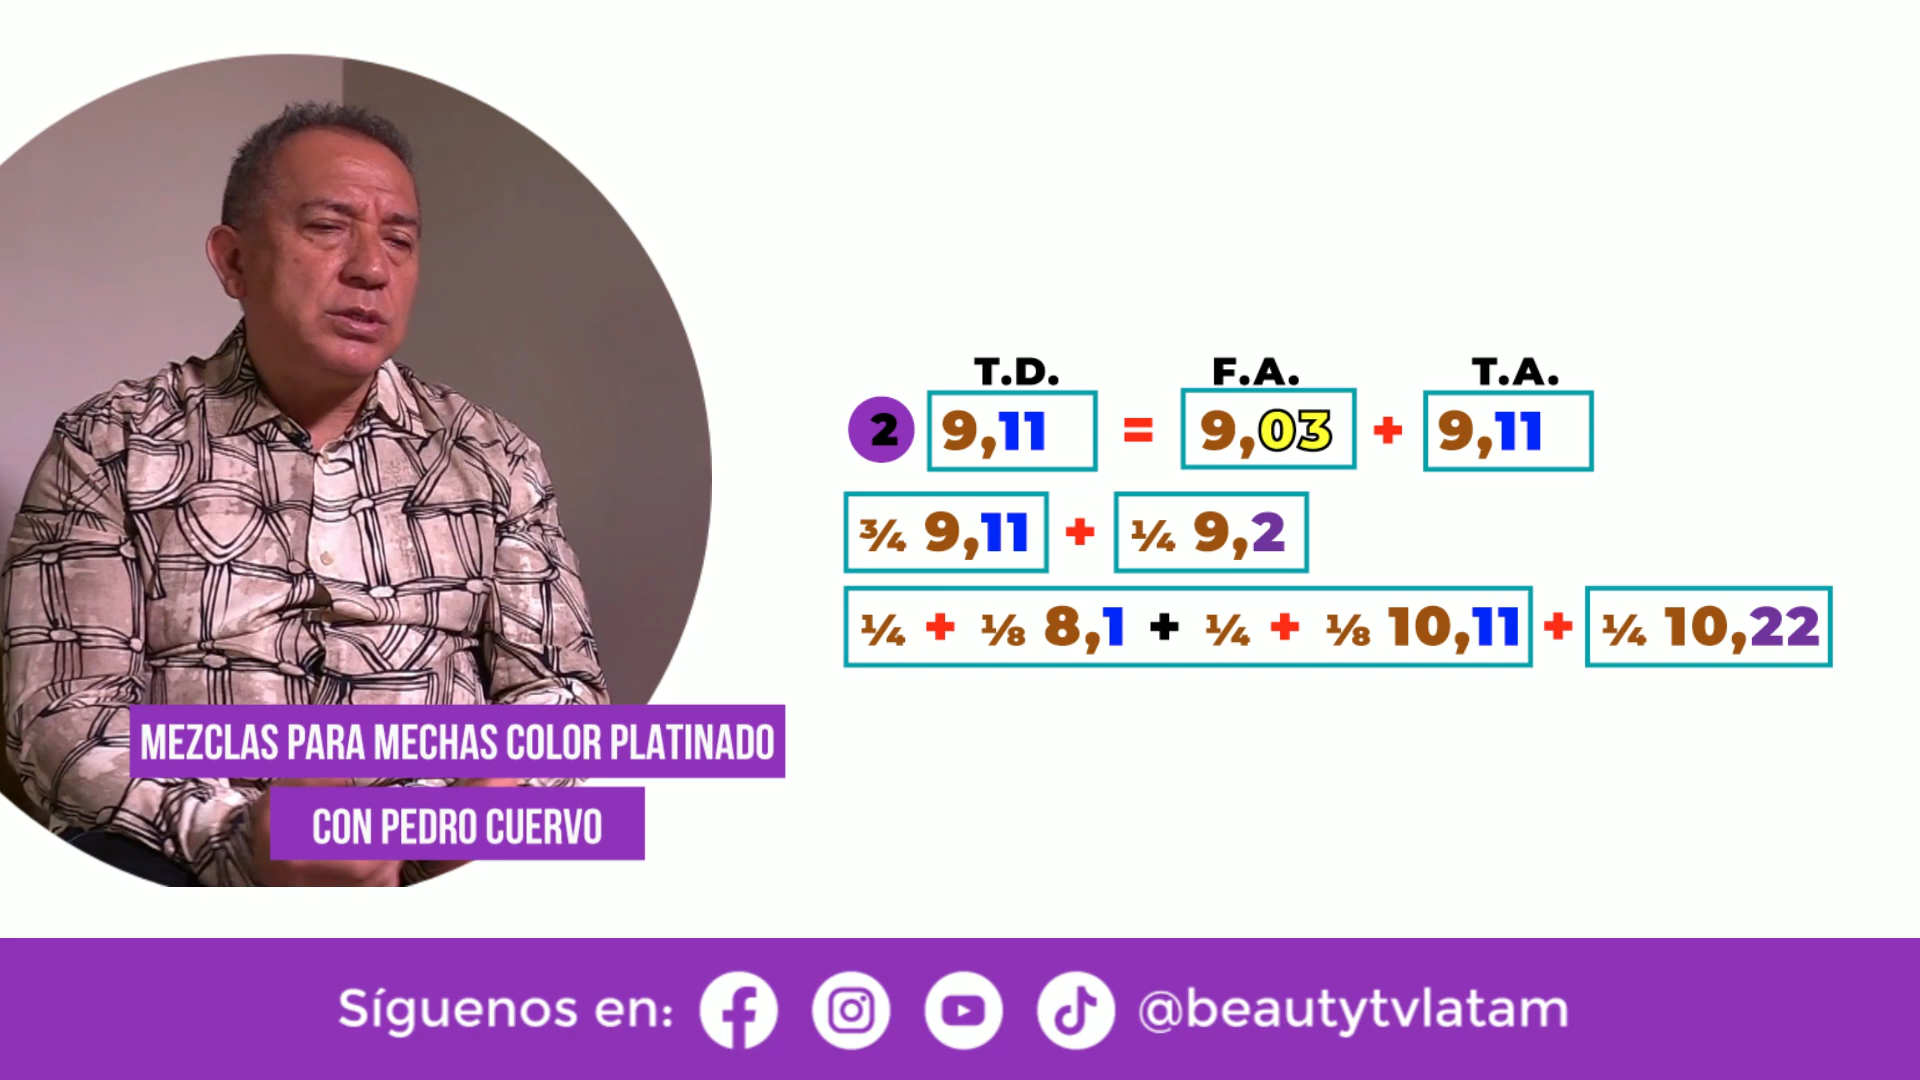 T.D. F.A. T.A.
2 9,11 = 9,03 + 9,11
¾ 9,11 + ¼ 9,2
¼ + ⅛ 8,1 + ¼ + ⅛ 10,11 + ¼ 10,22
MEZCLAS PARA MECHAS COLOR PLATINADO
CON PEDRO CUERVO
Síguenos en: @beautytvlatam